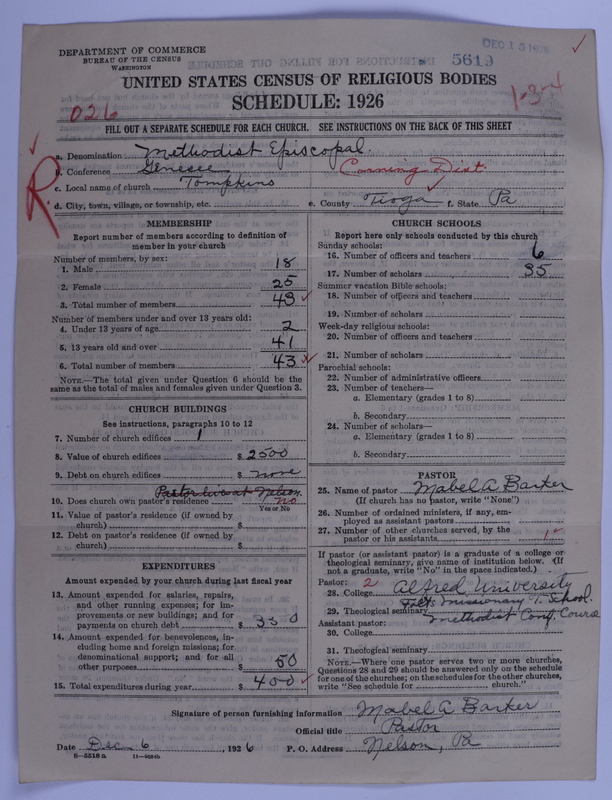 DEC 13 1926
DEPARTMENT OF COMMERCE
BUREAU OF THE CENSUS
WASHINGTON
5619
UNITED STATES CENSUS OF RELIGIOUS BODIES
SCHEDULE: 1926
026
1-3-4
FILL OUT A SEPARATE SCHEDULE FOR EACH CHURCH. SEE INSTRUCTIONS ON THE BACK OF THIS SHEET
R
a. Denomination Methodist Episcopal
b. Conference Genesee Corning Dist.
c. Local name of church Tompkins
d. City, town, village, or township, etc. e. County Tioga f. State Pa
MEMBERSHIP
Report number of members according to definition of
member in your church
Number of members, by sex:
1. Male 18
2. Female 25
3. Total number of members 43
Number of members under and over 13 years old:
4. Under 13 years of age 2
5. 13 years old and over 41
6. Total number of members 43
NOTE.—The total given under Question 6 should be
same as the total of males and females given under Question 3.
CHURCH BUILDINGS
See instructions, paragraphs 10 to 12
7. Number of church edifices 1
8. Value of church edifices $ 2500
9. Debt on church edifices $ none
Pastor lives at Nelson
10. Does church own pastor's residence no
Yes or No
11. Value of pastor's residence (if owned by
church) $
12. Debt on pastor's residence (if owned by
church) $
EXPENDITURES
Amount expended by your church during last fiscal year
13. Amount expended for salaries, repairs,
and other running expenses; for im-
provements or new buildings; and for
payments on church debt $ 350
14. Amount expended for benevolences, in-
cluding home and foreign missions; for
denominational support; and for all
other purposes 50
15. Total expenditures during year $ 400
CHURCH SCHOOLS
Report here only schools conducted by this church
Sunday schools:
16. Number of officers and teachers 6
17. Number of scholars 35
Summer vacation Bible schools:
18. Number of officers and teachers
19. Number of scholars
Week-day religious schools:
20. Number of officers and teachers
21. Number of scholars
Parochial schools:
22. Number of administrative officers
23. Number of teachers—
a. Elementary (grades 1 to 8)
b. Secondary
24. Number of scholars—
a. Elementary (grades 1 to 8)
b. Secondary
PASTOR
25. Name of pastor Mabel A Barker
(If church has no pastor, write "None")
26. Number of ordained ministers, if any, em-
ployed as assistant pastors
27. Number of other churches served, by the
pastor or his assistants 1
If pastor (or assistant pastor) is a graduate of a college or
theological seminary, give name of institution below. (If
not a graduate, write "No" in the space indicated.)
Pastor: 2
28. College Alfred University
Missionary T. School
29. Theological seminary Methodist Conf. Course
Assistant pastor:
30. College
31. Theological seminary
NOTE.—Where one pastor serves two or more churches,
Questions 28 and 29 should be answered only on the schedule
for one of the churches; on the schedules for the other churches,
write "See schedule for church."
Signature of person furnishing information Mabel A Barker
Official title Pastor
Date Dec 6, 1926 P. O. Address Nelson, Pa